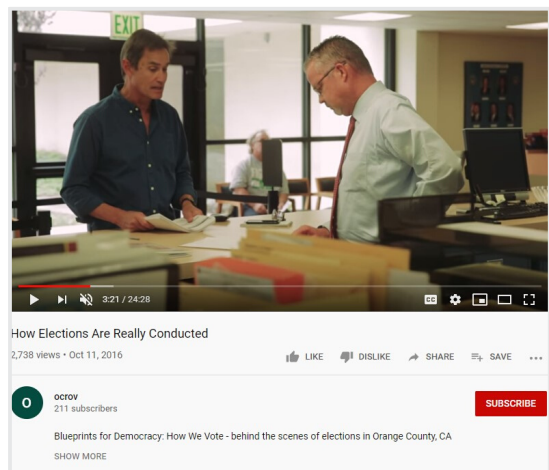 EXIT
3:21 / 24:28
CC
How Elections Are Really Conducted
2,738 views • Oct 11, 2016
LIKE DISLIKE SHARE SAVE
O
ocrov
211 subscribers
SUBSCRIBE
Blueprints for Democracy: How We Vote - behind the scenes of elections in Orange County, CA
SHOW MORE